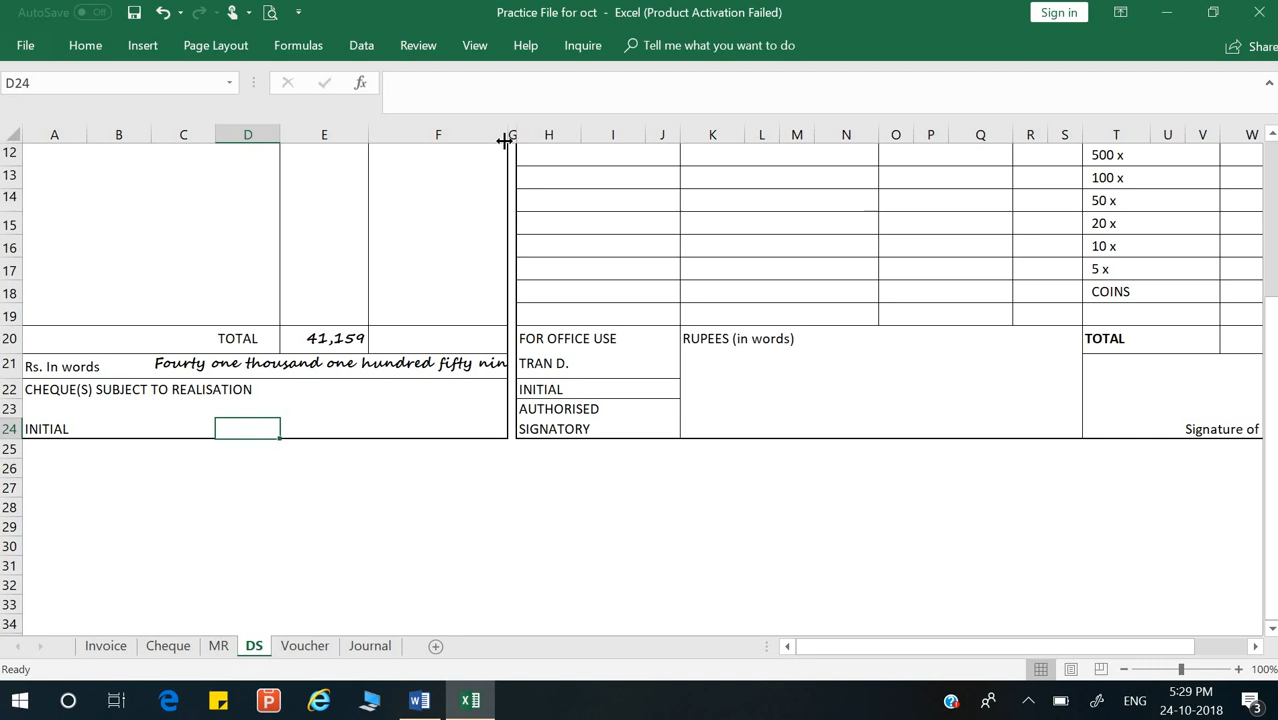 AutoSave Off
Practice File for oct - Excel (Product Activation Failed)
Sign in
File Home Insert Page Layout Formulas Data Review View Help Inquire Tell me what you want to do Share
D24 fx
A B C D E F G H I J K L M N O P Q R S T U V W
12 500 x
13 100 x
14 50 x
15 20 x
16 10 x
17 5 x
18 COINS
19
20 TOTAL 41,159 FOR OFFICE USE RUPEES (in words) TOTAL
21 Rs. In words Fourty one thousand one hundred fifty nin TRAN D.
22 CHEQUE(S) SUBJECT TO REALISATION INITIAL
23 AUTHORISED
24 INITIAL SIGNATORY Signature of
25
26
27
28
29
30
31
32
33
34
Invoice Cheque MR DS Voucher Journal
Ready 100%
ENG 5:29 PM
24-10-2018 3